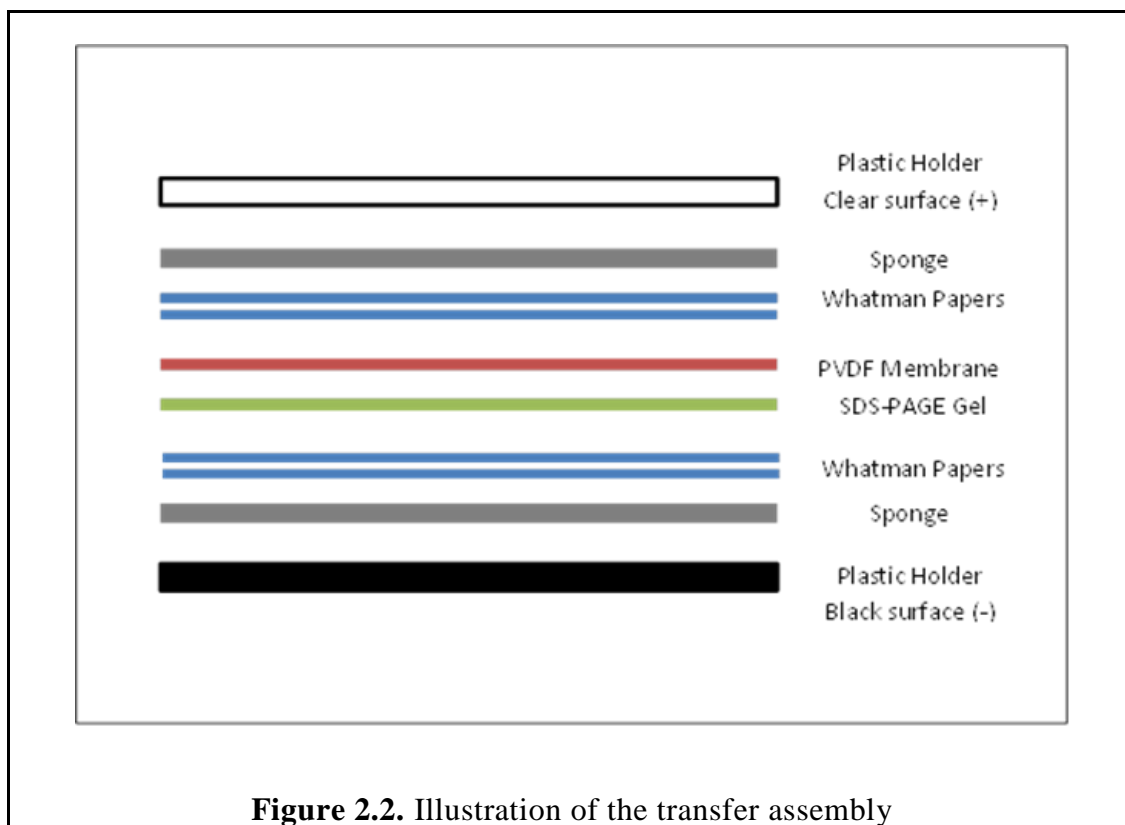 Plastic Holder
Clear surface (+)
Sponge
Whatman Papers
PVDF Membrane
SDS-PAGE Gel
Whatman Papers
Sponge
Plastic Holder
Black surface (-)
Figure 2.2. Illustration of the transfer assembly